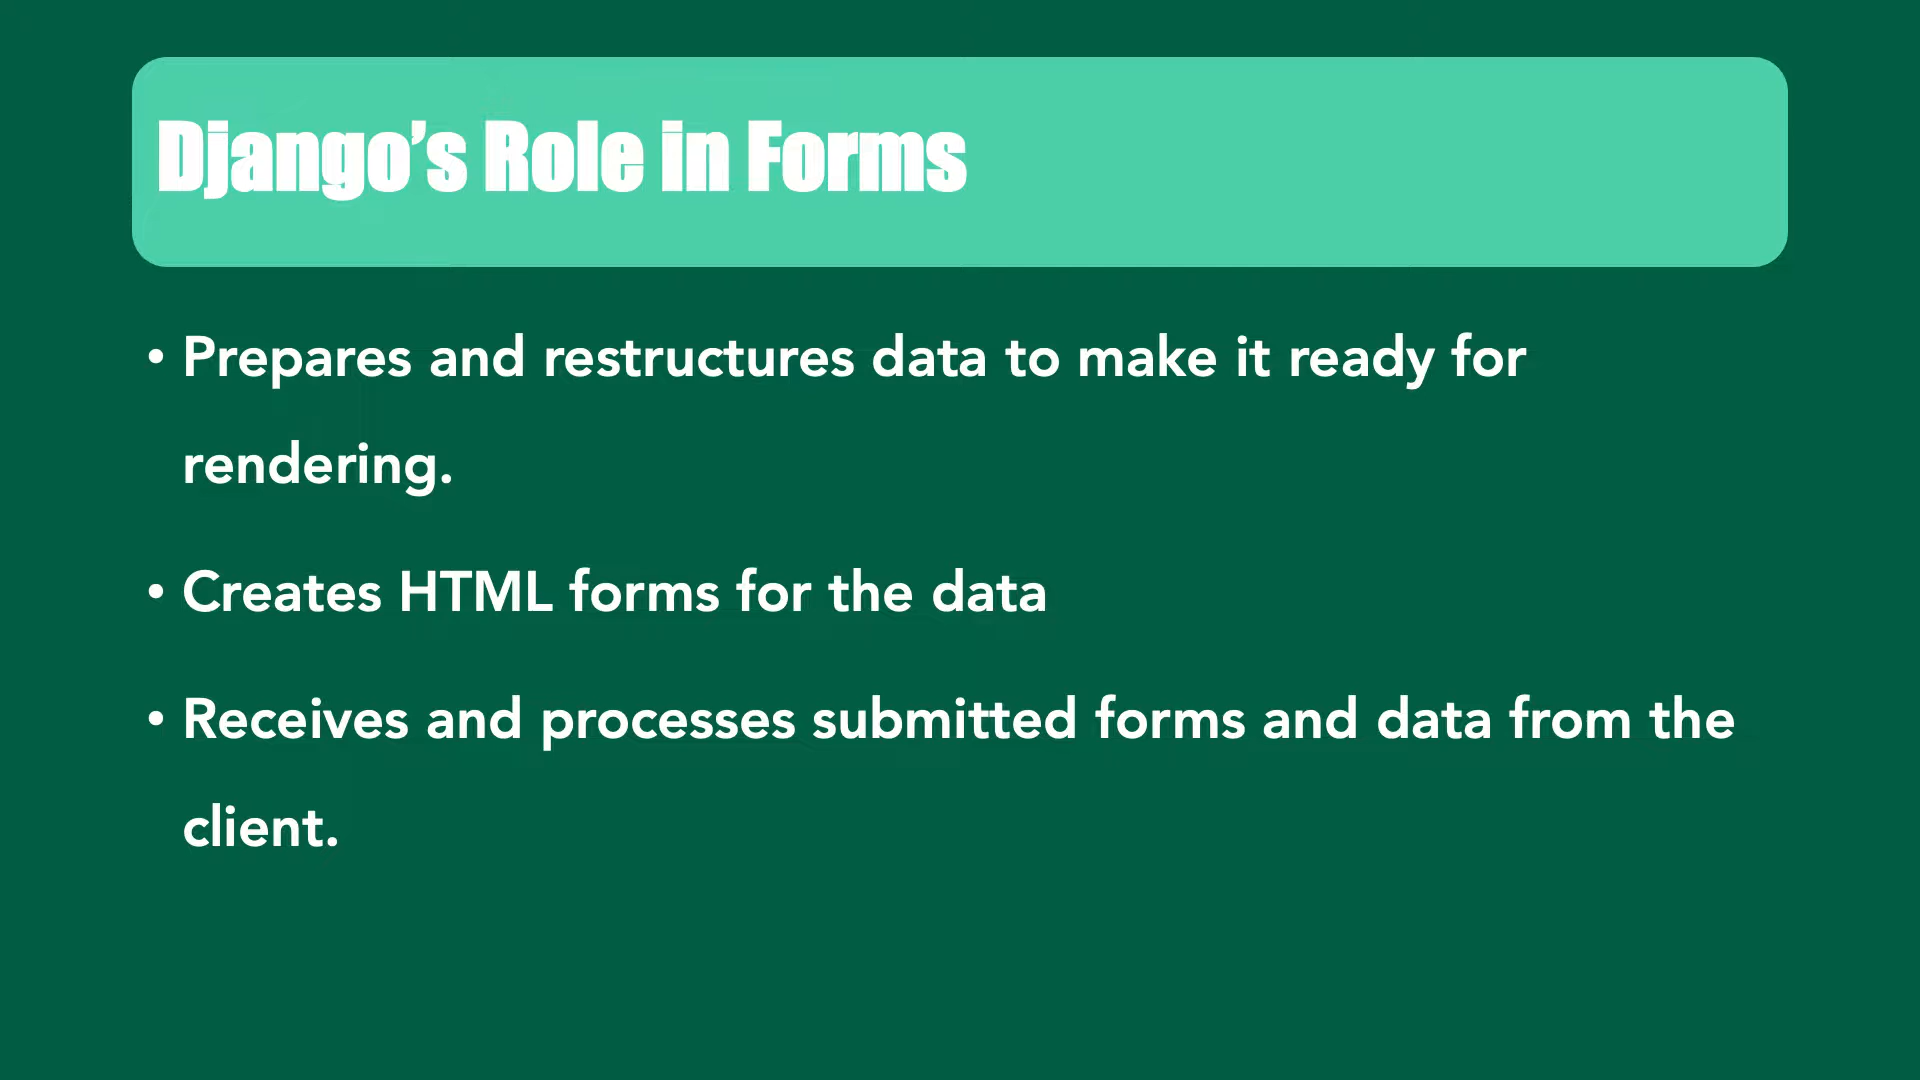 Django’s Role in Forms
• Prepares and restructures data to make it ready for
rendering.
• Creates HTML forms for the data
• Receives and processes submitted forms and data from the
client.